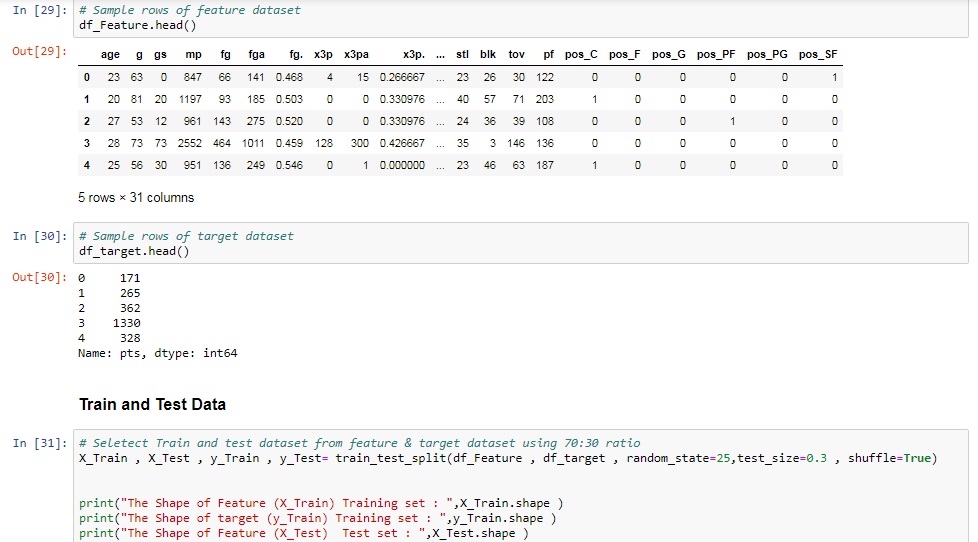 In [29]: # Sample rows of feature dataset
df_Feature.head()
Out[29]: age g gs mp fg fga fg. x3p x3pa x3p. ... stl blk tov pf pos_C pos_F pos_G pos_PF pos_PG pos_SF
0 23 63 0 847 66 141 0.468 4 15 0.266667 ... 23 26 30 122 0 0 0 0 0 1
1 20 81 20 1197 93 185 0.503 0 0 0.330976 ... 40 57 71 203 1 0 0 0 0 0
2 27 53 12 961 143 275 0.520 0 0 0.330976 ... 24 36 39 108 0 0 0 1 0 0
3 28 73 73 2552 464 1011 0.459 128 300 0.426667 ... 35 3 146 136 0 0 0 0 0 0
4 25 56 30 951 136 249 0.546 0 1 0.000000 ... 23 46 63 187 1 0 0 0 0 0
5 rows × 31 columns
In [30]: # Sample rows of target dataset
df_target.head()
Out[30]: 0 171
1 265
2 362
3 1330
4 328
Name: pts, dtype: int64
Train and Test Data
In [31]: # Seletect Train and test dataset from feature & target dataset using 70:30 ratio
X_Train , X_Test , y_Train , y_Test= train_test_split(df_Feature , df_target , random_state=25,test_size=0.3 , shuffle=True)
print("The Shape of Feature (X_Train) Training set : ",X_Train.shape )
print("The Shape of target (y_Train) Training set : ",y_Train.shape )
print("The Shape of Feature (X_Test)  Test set : ",X_Test.shape )